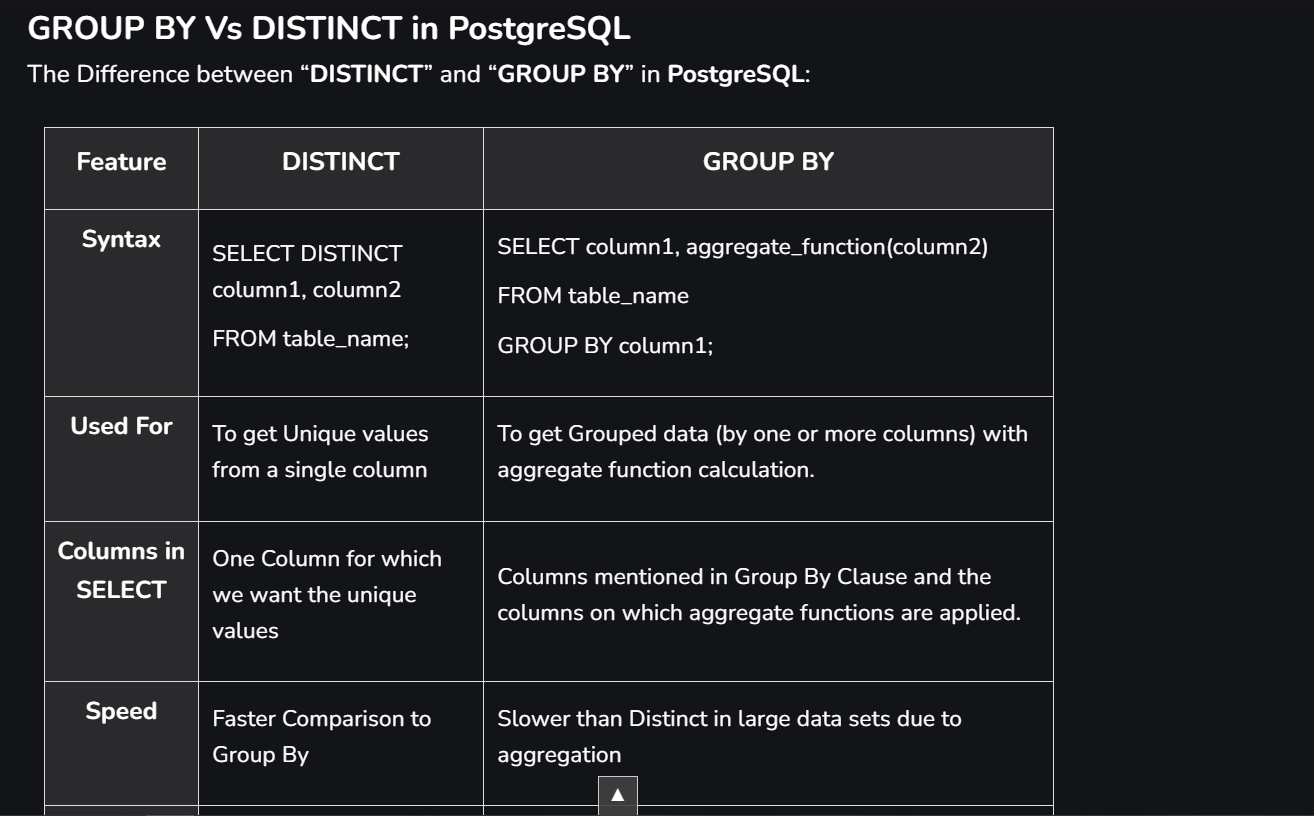 GROUP BY Vs DISTINCT in PostgreSQL
The Difference between “DISTINCT” and “GROUP BY” in PostgreSQL:
Feature
DISTINCT
GROUP BY
Syntax
SELECT DISTINCT
column1, column2
FROM table_name;
SELECT column1, aggregate_function(column2)
FROM table_name
GROUP BY column1;
Used For
To get Unique values
from a single column
To get Grouped data (by one or more columns) with
aggregate function calculation.
Columns in
SELECT
One Column for which
we want the unique
values
Columns mentioned in Group By Clause and the
columns on which aggregate functions are applied.
Speed
Faster Comparison to
Group By
Slower than Distinct in large data sets due to
aggregation